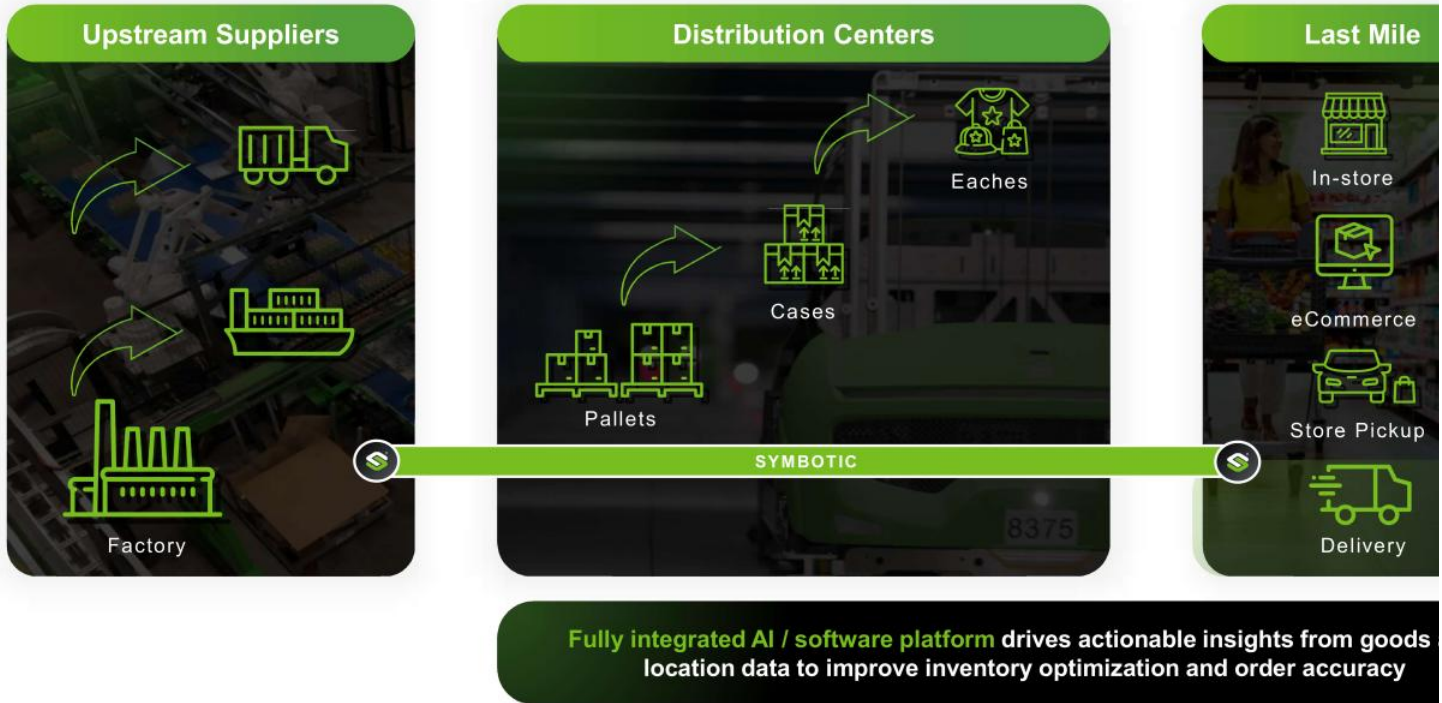 Upstream Suppliers
Factory
Distribution Centers
Eaches
Cases
Pallets
SYMBOTIC
8375
Last Mile
In-store
eCommerce
Store Pickup
Delivery
Fully integrated AI / software platform drives actionable insights from goods
location data to improve inventory optimization and order accuracy